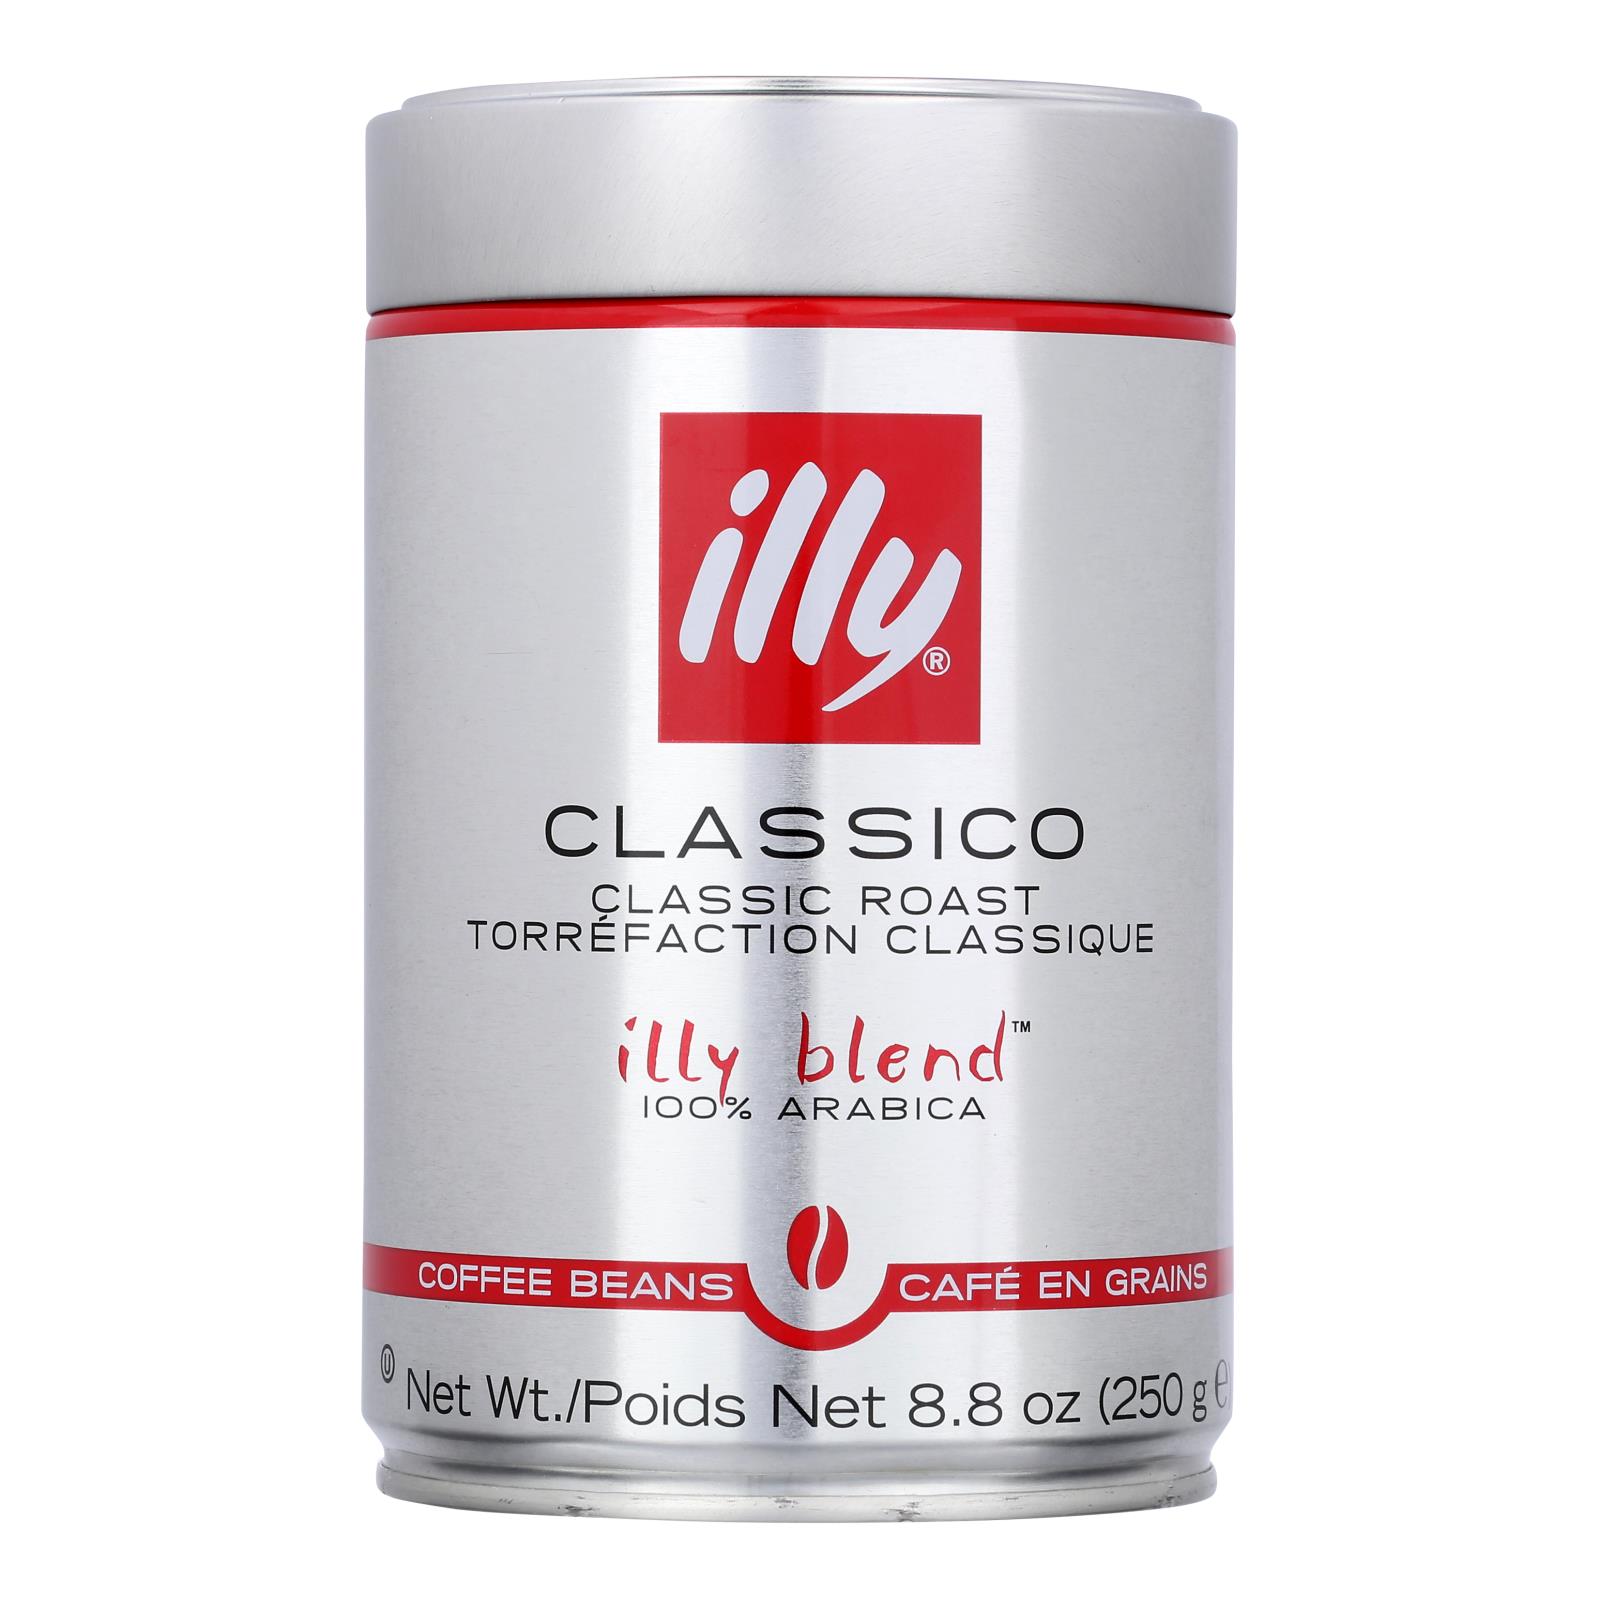 illy®
CLASSICO
CLASSIC ROAST
TORRÉFACTION CLASSIQUE
illy blend™
100% ARABICA
COFFEE BEANS CAFÉ EN GRAINS
Ⓤ Net Wt./Poids Net 8.8 oz (250 g ℮